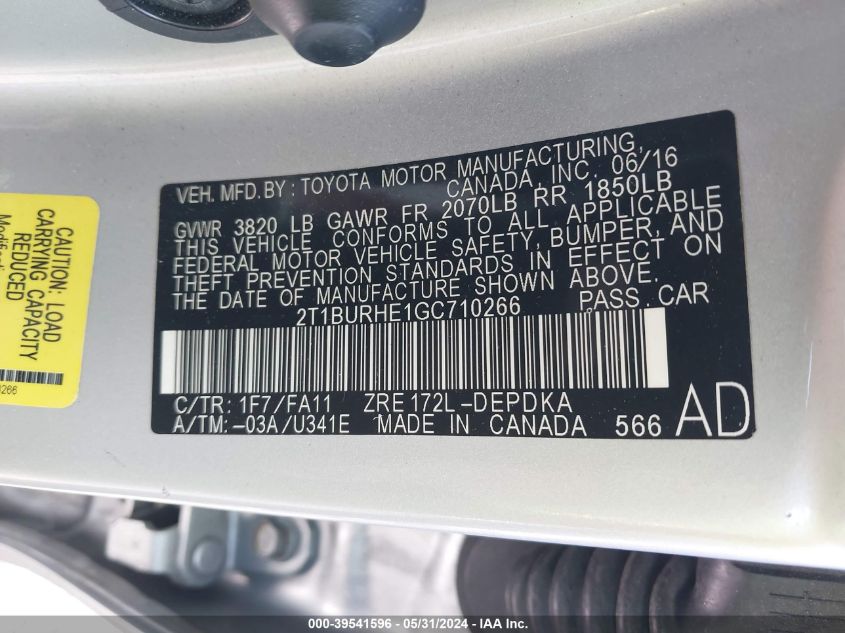 VEH. MFD. BY : TOYOTA MOTOR MANUFACTURING,
CANADA, INC. 06/16
GVWR 3820 LB GAWR FR 2070LB RR 1850LB
THIS VEHICLE CONFORMS TO ALL APPLICABLE
FEDERAL MOTOR VEHICLE SAFETY, BUMPER, AND
THEFT PREVENTION STANDARDS IN EFFECT ON
THE DATE OF MANUFACTURE SHOWN ABOVE.
2T1BURHE1GC710266 PASS. CAR
C/TR: 1F7/FA11 ZRE172L-DEPDKA
A/TM: -03A/U341E MADE IN CANADA 566 AD
CAUTION: LOAD
CARRYING CAPACITY
REDUCED
000-39541596 - 05/31/2024 - IAA Inc.